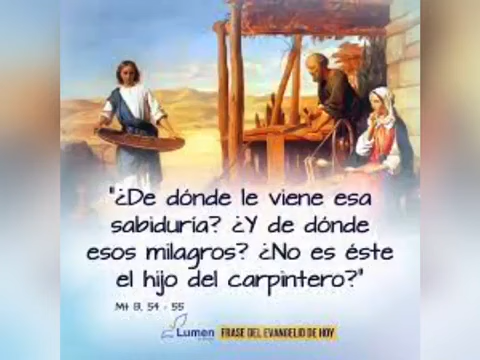 "¿De dónde le viene esa
sabiduría? ¿Y de dónde
esos milagros? ¿No es éste
el hijo del carpintero?"
Mt 13, 54 - 55
Lumen
FRASE DEL EVANGELIO DE HOY